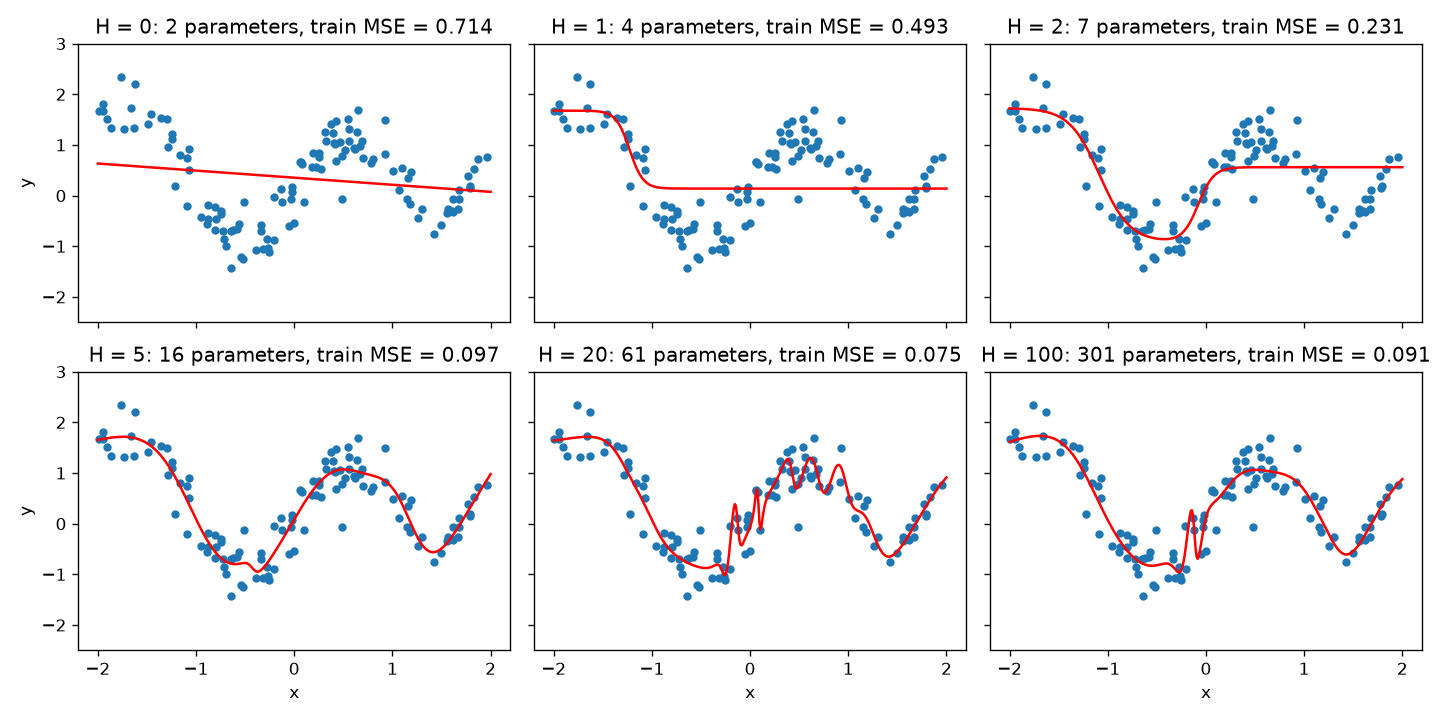 H = 0: 2 parameters, train MSE = 0.714
H = 1: 4 parameters, train MSE = 0.493
H = 2: 7 parameters, train MSE = 0.231
3
2
1
0
−1
−2
y
H = 5: 16 parameters, train MSE = 0.097
H = 20: 61 parameters, train MSE = 0.075
H = 100: 301 parameters, train MSE = 0.091
3
2
1
0
−1
−2
y
−2 −1 0 1 2
x
−2 −1 0 1 2
x
−2 −1 0 1 2
x